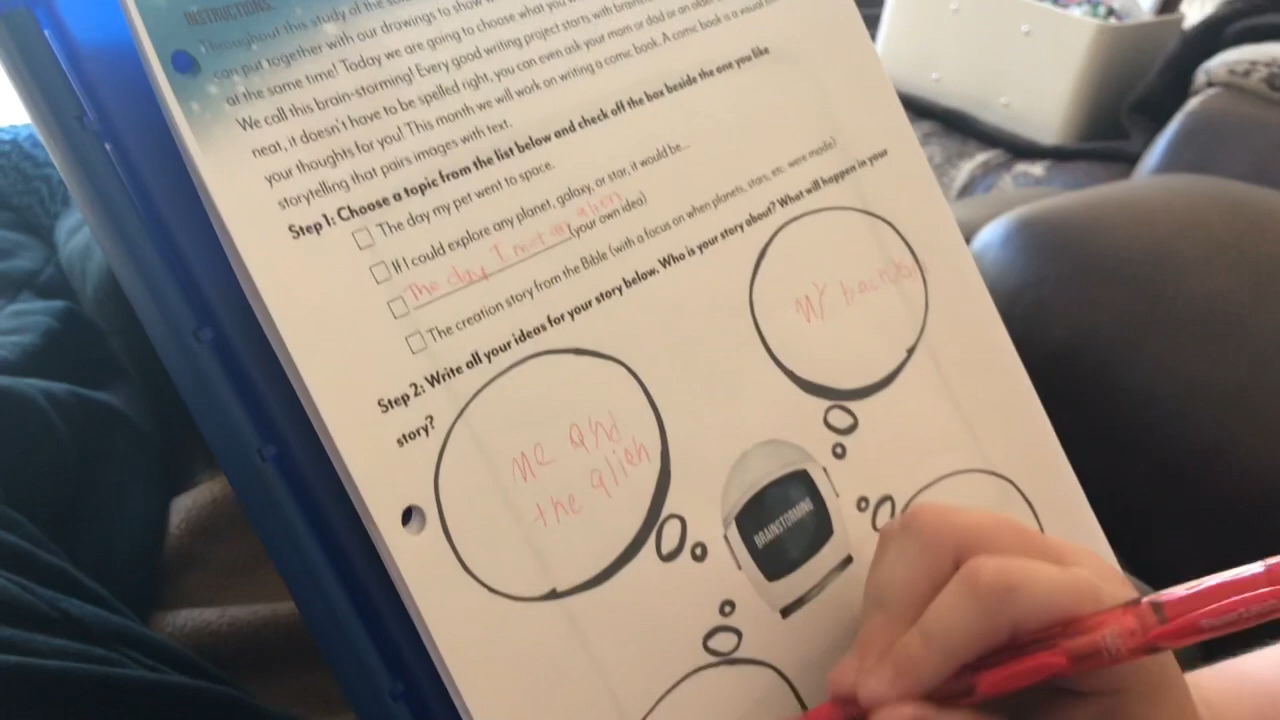 INSTRUCTIONS:
Throughout this study of the
can put together with our drawings to show
at the same time! Today we are going to choose what you
We call this brain-storming! Every good writing project starts with
neat, it doesn't have to be spelled right, you can even ask your mom or dad or an older
your thoughts for you! This month we will work on writing a comic book. A comic book is a visual
storytelling that pairs images with text.
Step 1: Choose a topic from the list below and check off the box beside the one you like
The day my pet went to space.
If I could explore any planet, galaxy, or star, it would be...
The day I met an alien (your own idea)
The creation story from the Bible (with a focus on when planets, stars, etc. were made)
Step 2: Write all your ideas for your story below. Who is your story about? What will happen in your
story?
me and
the alien
BRAINSTORMING